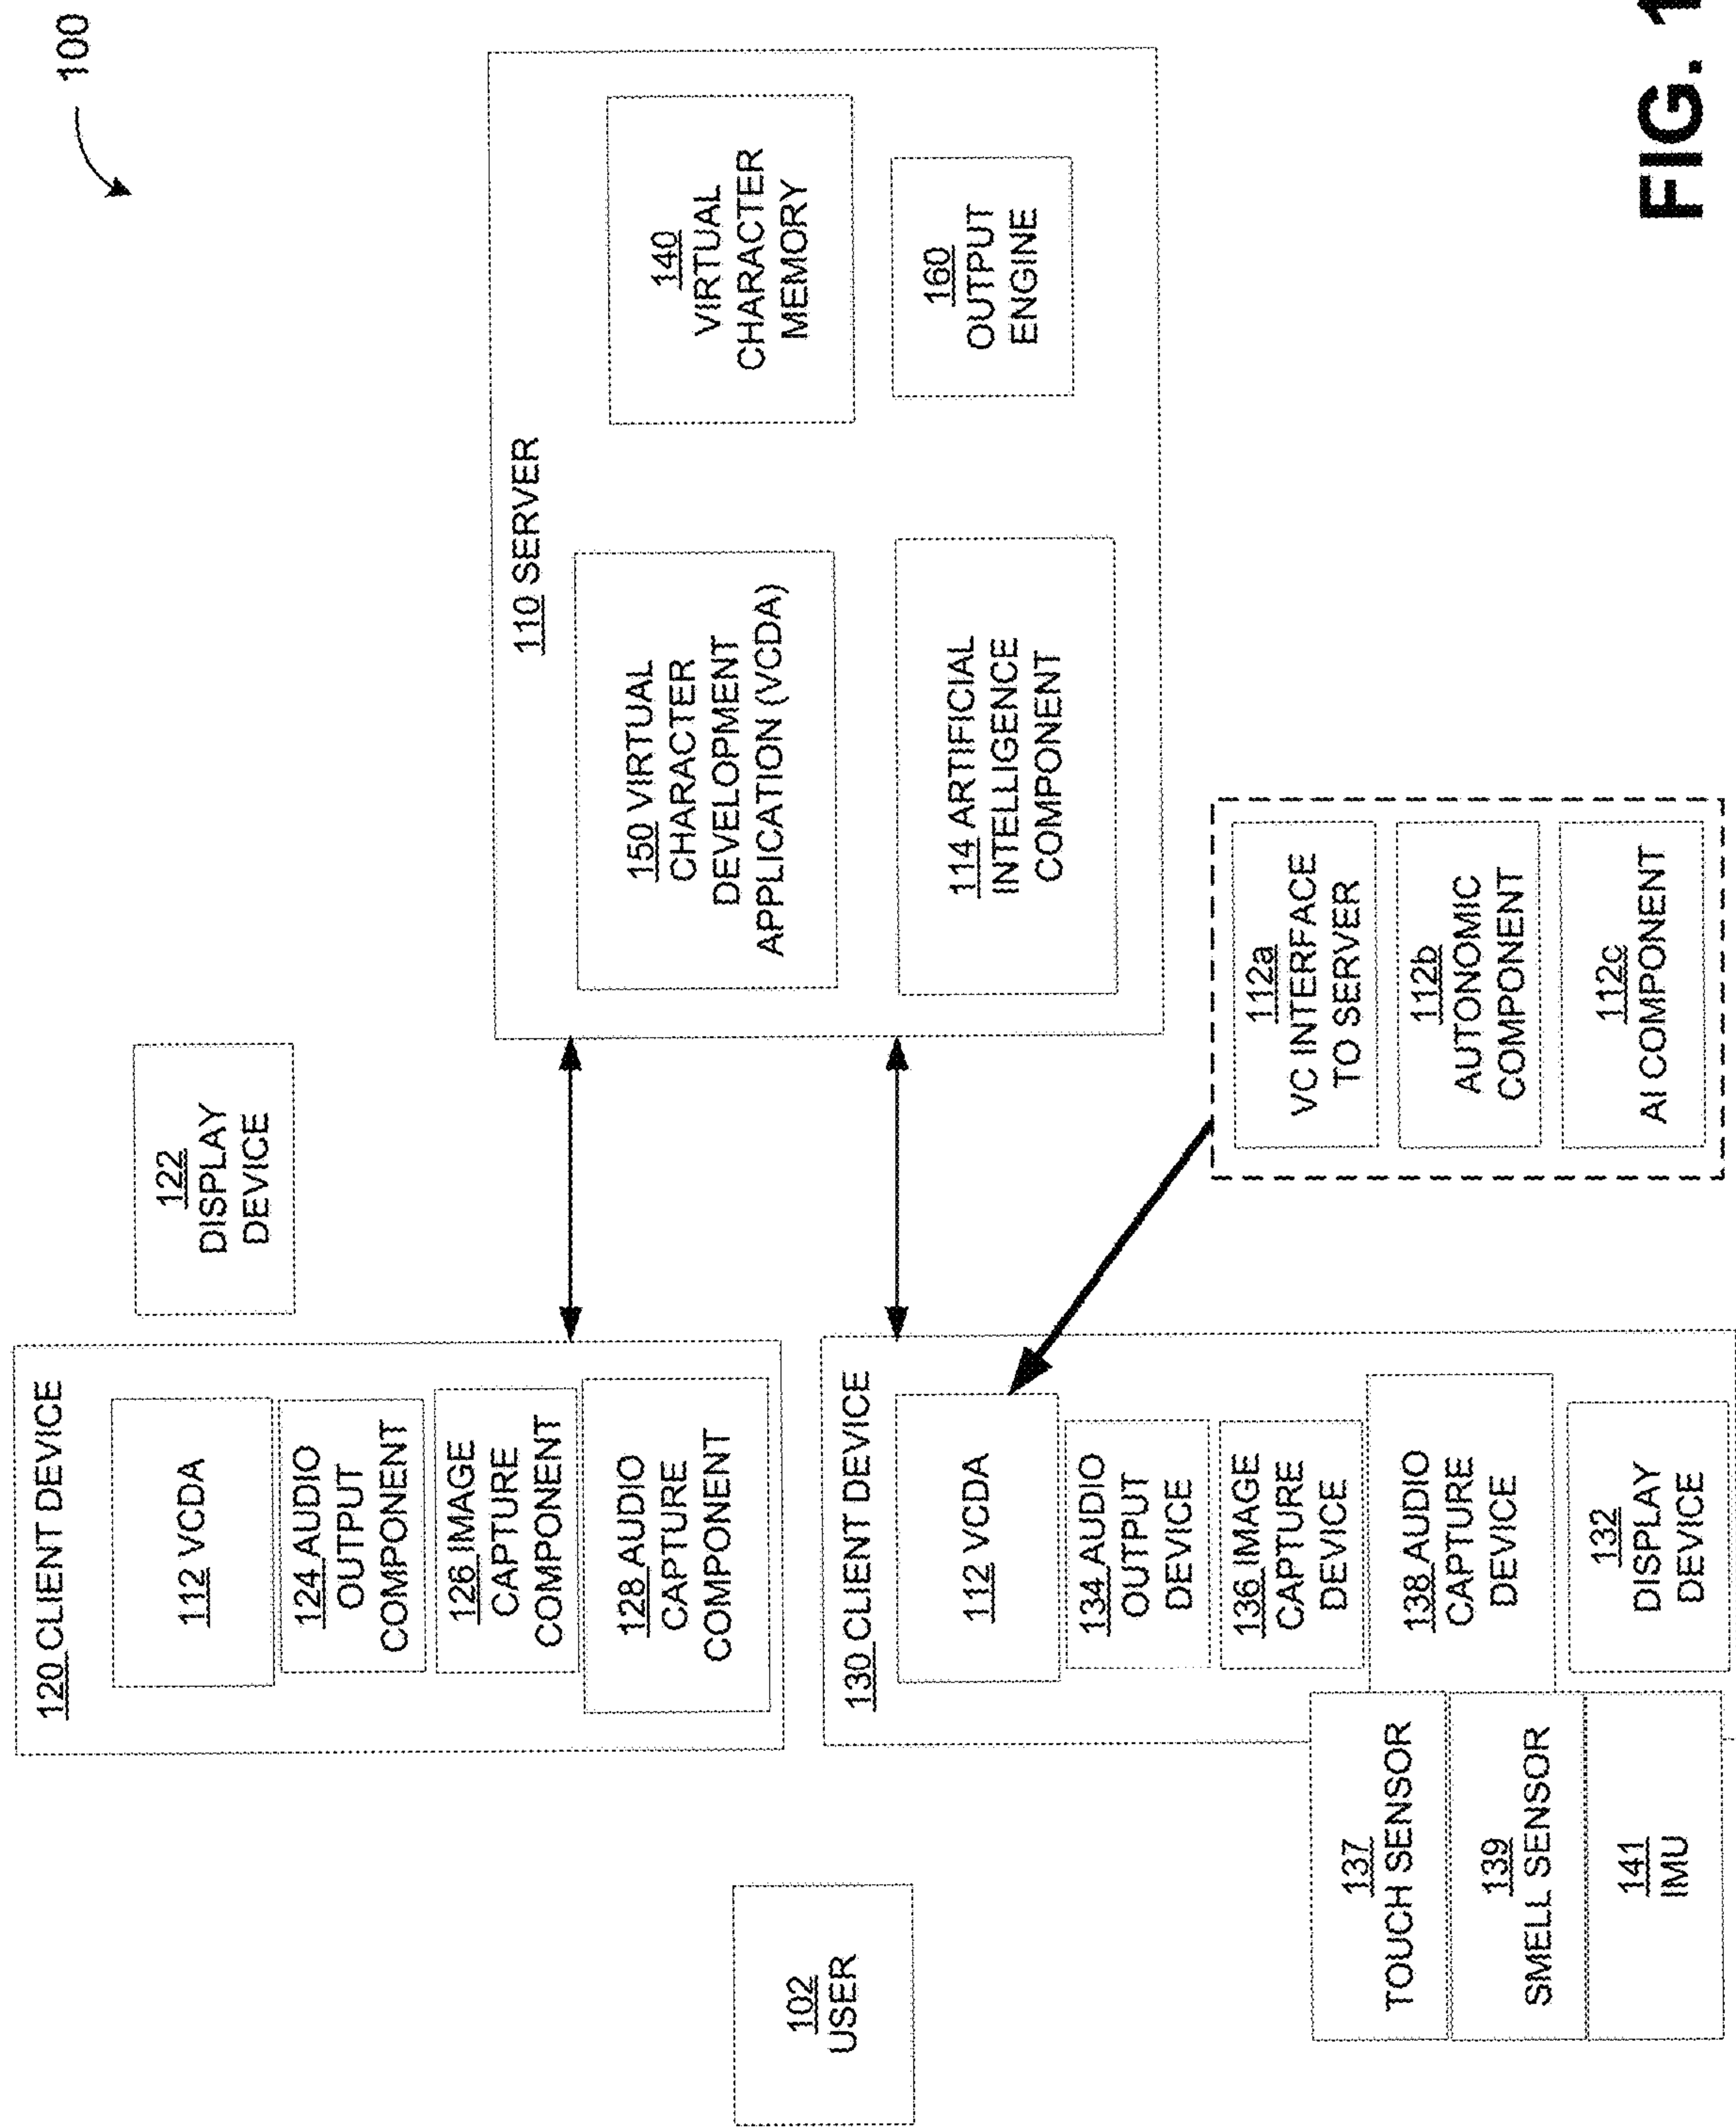 100
110 SERVER
150 VIRTUAL
CHARACTER
DEVELOPMENT
APPLICATION (VCDA)
140
VIRTUAL
CHARACTER
MEMORY
114 ARTIFICIAL
INTELLIGENCE
COMPONENT
160
OUTPUT
ENGINE
122
DISPLAY
DEVICE
120 CLIENT DEVICE
112 VCDA
124 AUDIO
OUTPUT
COMPONENT
126 IMAGE
CAPTURE
COMPONENT
128 AUDIO
CAPTURE
COMPONENT
102
USER
130 CLIENT DEVICE
112 VCDA
134 AUDIO
OUTPUT
DEVICE
136 IMAGE
CAPTURE
DEVICE
138 AUDIO
CAPTURE
DEVICE
132
DISPLAY
DEVICE
137
TOUCH SENSOR
139
SMELL SENSOR
141
IMU
112a
VC INTERFACE
TO SERVER
112b
AUTONOMIC
COMPONENT
112c
AI COMPONENT
FIG. 1